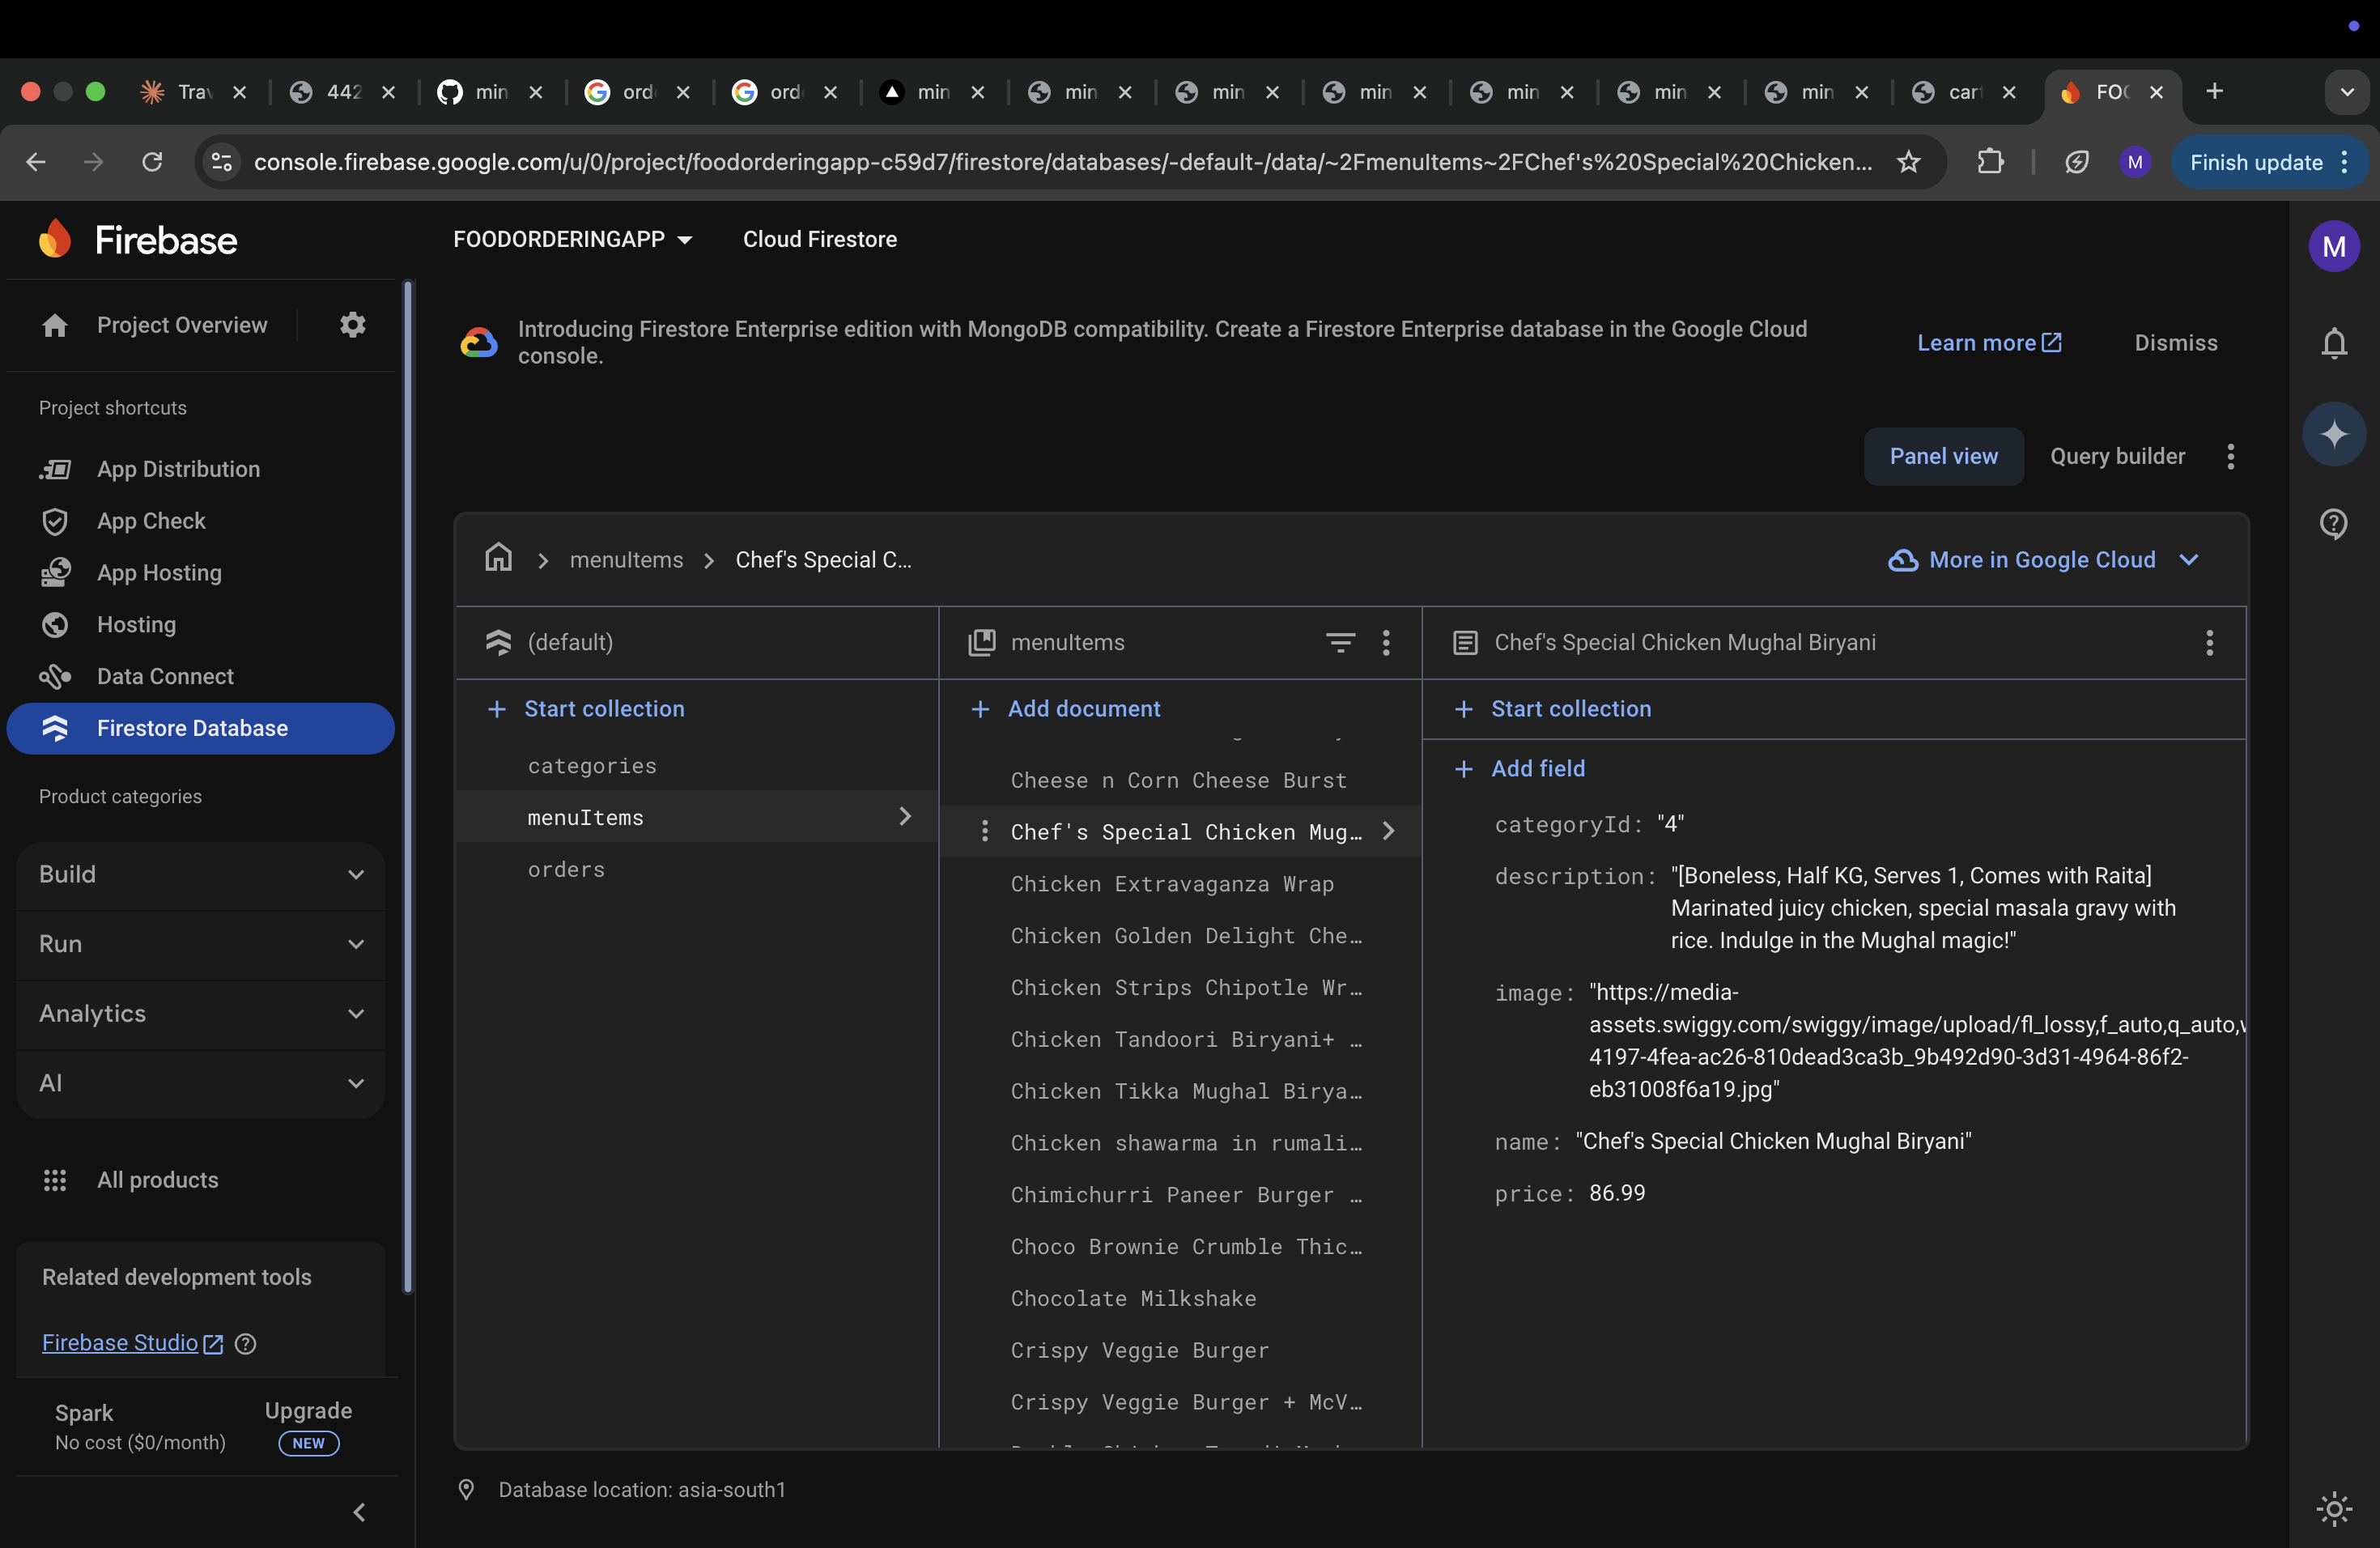 Tra
442
min
ord
ord
min
min
min
min
min
min
min
car
FOO
console.firebase.google.com/u/0/project/foodorderingapp-c59d7/firestore/databases/-default-/data/~2FmenuItems~2FChef's%20Special%20Chicken...
M
Finish update
Firebase
FOODORDERINGAPP
Cloud Firestore
M
Project Overview
Introducing Firestore Enterprise edition with MongoDB compatibility. Create a Firestore Enterprise database in the Google Cloud
console.
Learn more
Dismiss
Project shortcuts
App Distribution
App Check
App Hosting
Hosting
Data Connect
Firestore Database
Product categories
Build
Run
Analytics
AI
All products
Related development tools
Firebase Studio
Spark
No cost ($0/month)
Upgrade
NEW
Panel view
Query builder
menuItems
Chef's Special C...
More in Google Cloud
(default)
Start collection
categories
menuItems
orders
menuItems
Add document
Cheese n Corn Cheese Burst
Chef's Special Chicken Mug…
Chicken Extravaganza Wrap
Chicken Golden Delight Che…
Chicken Strips Chipotle Wr…
Chicken Tandoori Biryani+ …
Chicken Tikka Mughal Birya…
Chicken shawarma in rumali…
Chimichurri Paneer Burger …
Choco Brownie Crumble Thic…
Chocolate Milkshake
Crispy Veggie Burger
Crispy Veggie Burger + McV…
Chef's Special Chicken Mughal Biryani
Start collection
Add field
categoryId: "4"
description: "[Boneless, Half KG, Serves 1, Comes with Raita]
Marinated juicy chicken, special masala gravy with
rice. Indulge in the Mughal magic!"
image: "https://media-
assets.swiggy.com/swiggy/image/upload/fl_lossy,f_auto,q_auto,
4197-4fea-ac26-810dead3ca3b_9b492d90-3d31-4964-86f2-
eb31008f6a19.jpg"
name: "Chef's Special Chicken Mughal Biryani"
price: 86.99
Database location: asia-south1